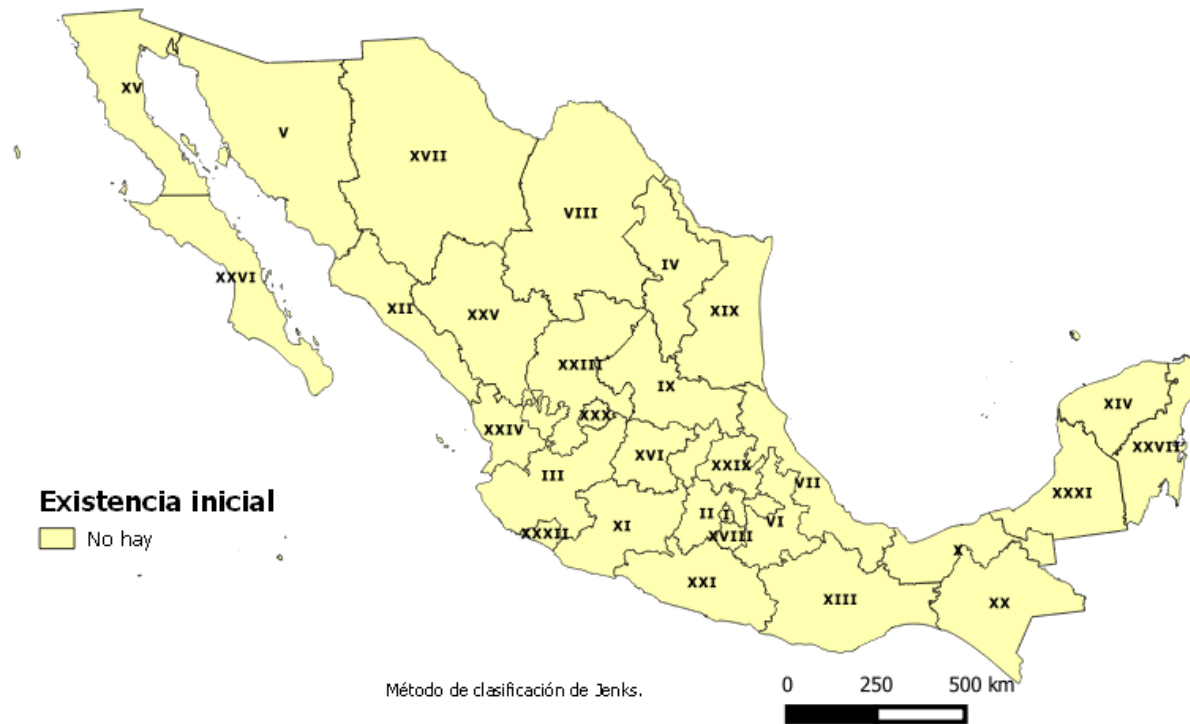 XV
V
XVII
VIII
IV
XXVI
XII
XXV
XIX
XXIII
IX
XXX
XXIV
XIV
XXVII
XVI
XXIX
III
VII
XXXI
Existencia inicial
No hay
II
I
VI
XXXII
XI
XVIII
X
XXI
XIII
XX
Método de clasificación de Jenks.
0 250 500 km